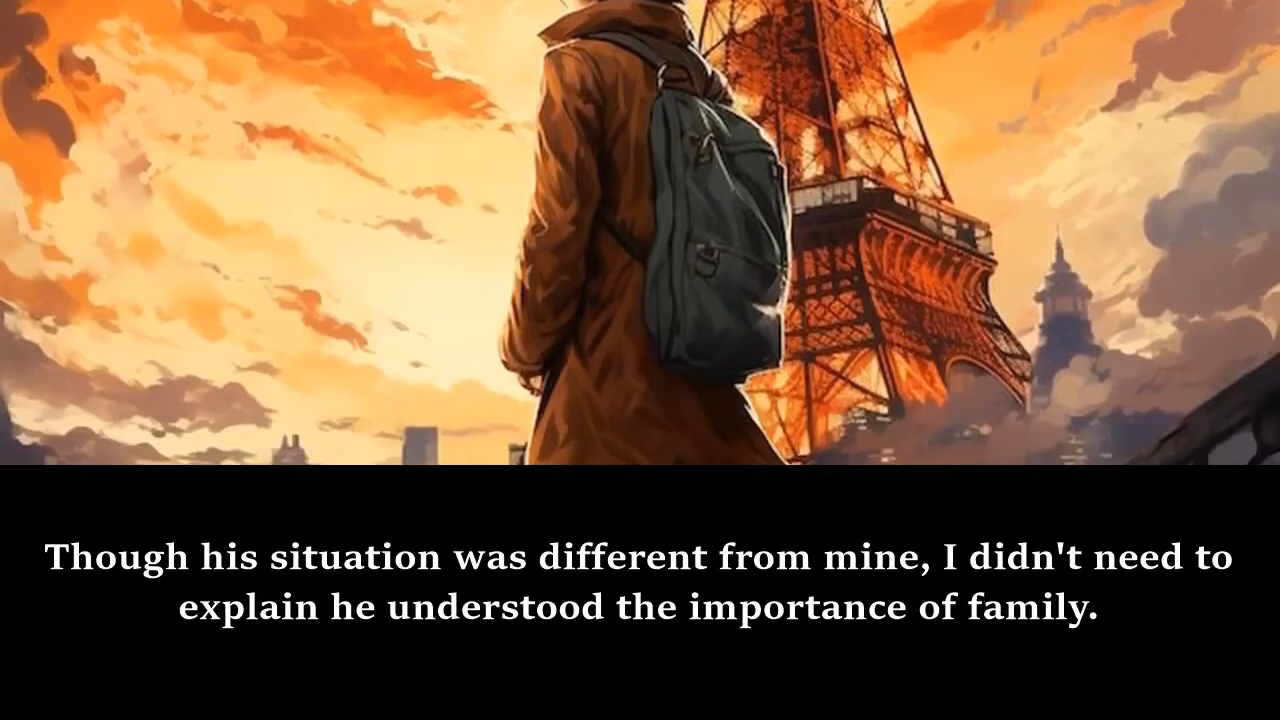 Though his situation was different from mine, I didn't need to
explain he understood the importance of family.